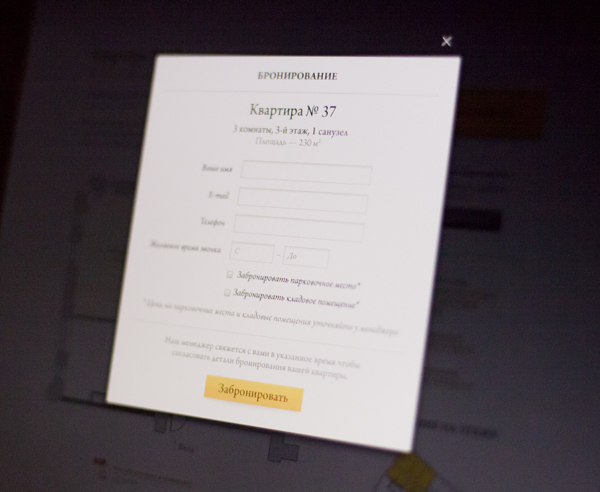 ×
БРОНИРОВАНИЕ
Квартира № 37
3 комнаты, 3-й этаж, 1 санузел
Площадь — 230 м²
Ваше имя
E-mail
Телефон
Желаемое время звонка С - До
Забронировать парковочное место*
Забронировать кладовое помещение*
* Цены на парковочные места и кладовые помещения уточняйте у менеджера
Наш менеджер свяжется с вами в указанное время чтобы
согласовать детали бронирования вашей квартиры.
Забронировать
Вход